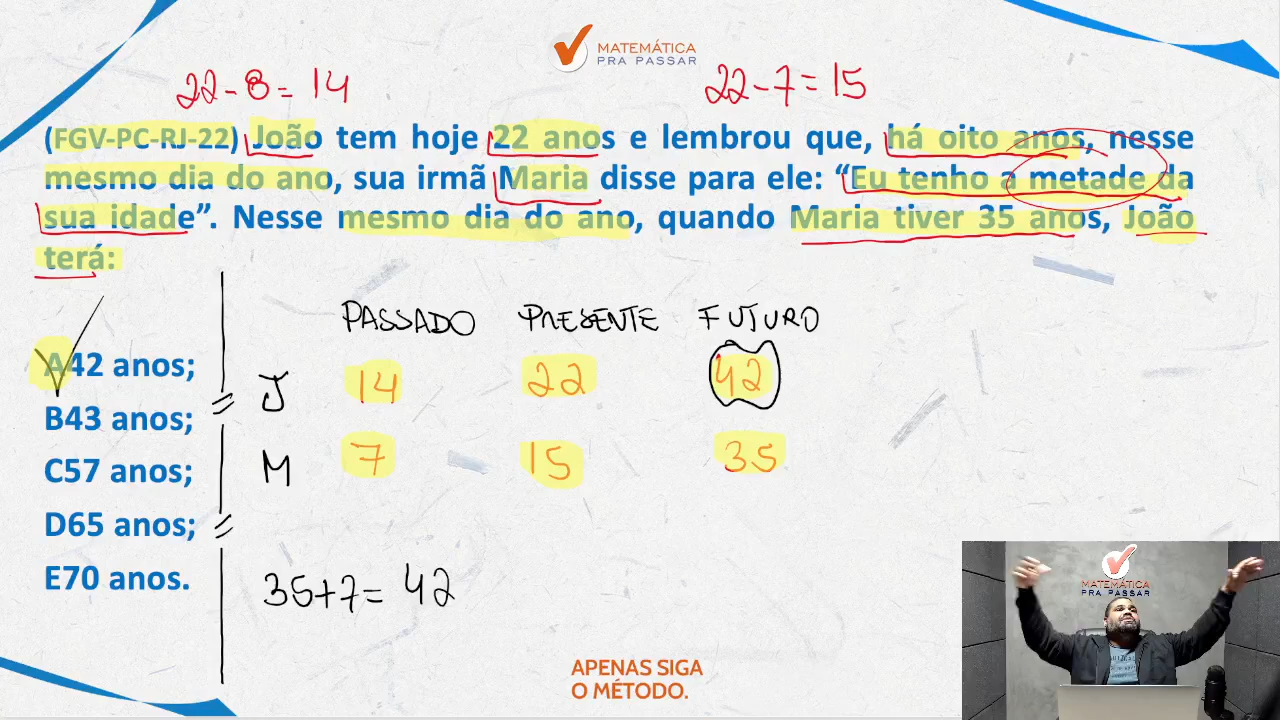 MATEMÁTICA
PRA PASSAR
22-8=14
22-7=15
(FGV-PC-RJ-22) João tem hoje 22 anos e lembrou que, há oito anos, nesse
mesmo dia do ano, sua irmã Maria disse para ele: “Eu tenho a metade da
sua idade”. Nesse mesmo dia do ano, quando Maria tiver 35 anos, João
terá:
PASSADO PRESENTE FUTURO
A42 anos;
J 14 22 42
B43 anos;
M 7 15 35
C57 anos;
D65 anos;
E70 anos.
35+7=42
MATEMÁTICA
PRA PASSAR
APENAS SIGA
O MÉTODO.